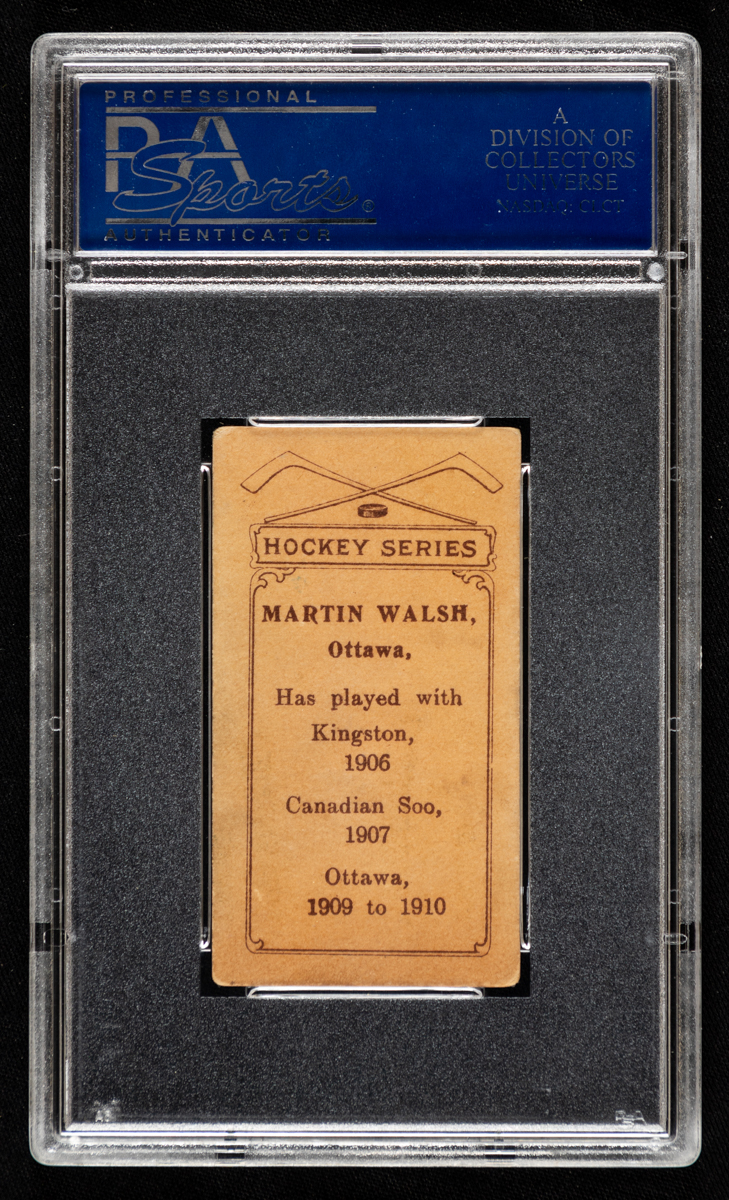 PROFESSIONAL
PSA
Sports®
AUTHENTICATOR
A
DIVISION OF
COLLECTORS
UNIVERSE
NASDAQ: CLCT
HOCKEY SERIES
MARTIN WALSH,
Ottawa,
Has played with
Kingston,
1906
Canadian Soo,
1907
Ottawa,
1909 to 1910
PSA